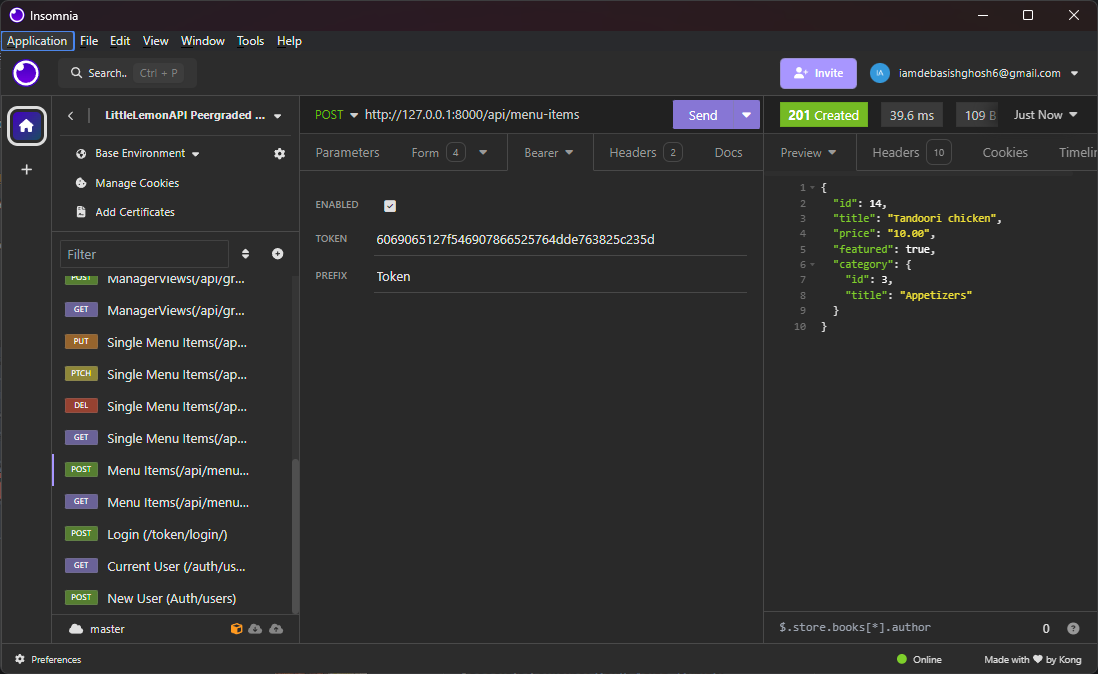 Insomnia
Application File Edit View Window Tools Help
Search.. Ctrl + P
Invite
IA
iamdebasishghosh6@gmail.com
LittleLemonAPI Peergraded ...
Base Environment
Manage Cookies
Add Certificates
Filter
POST ManagerViews(/api/gr...
GET ManagerViews(/api/gr...
PUT Single Menu Items(/ap...
PTCH Single Menu Items(/ap...
DEL Single Menu Items(/ap...
GET Single Menu Items(/ap...
POST Menu Items(/api/menu...
GET Menu Items(/api/menu...
POST Login (/token/login/)
GET Current User (/auth/us...
POST New User (Auth/users)
master
POST http://127.0.0.1:8000/api/menu-items
Send
Parameters Form 4 Bearer Headers 2 Docs
ENABLED
TOKEN 6069065127f546907866525764dde763825c235d
PREFIX Token
201 Created 39.6 ms 109 B Just Now
Preview Headers 10 Cookies Timelin
1 {
2 "id": 14,
3 "title": "Tandoori chicken",
4 "price": "10.00",
5 "featured": true,
6 "category": {
7 "id": 3,
8 "title": "Appetizers"
9 }
10 }
$.store.books[*].author 0 ?
Preferences
Online
Made with ♥ by Kong